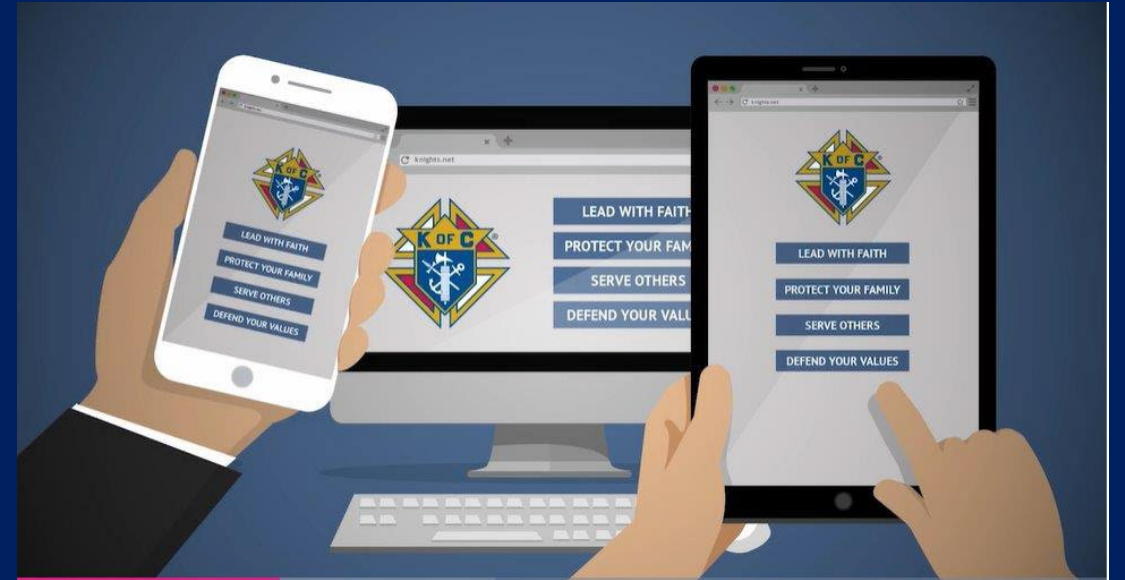 K OF C
LEAD WITH FAITH
PROTECT YOUR FAMILY
SERVE OTHERS
DEFEND YOUR VALUES
knights.net
K OF C
LEAD WITH FAITH
PROTECT YOUR FAM
SERVE OTHERS
DEFEND YOUR VALU
knights.net
K OF C
LEAD WITH FAITH
PROTECT YOUR FAMILY
SERVE OTHERS
DEFEND YOUR VALUES